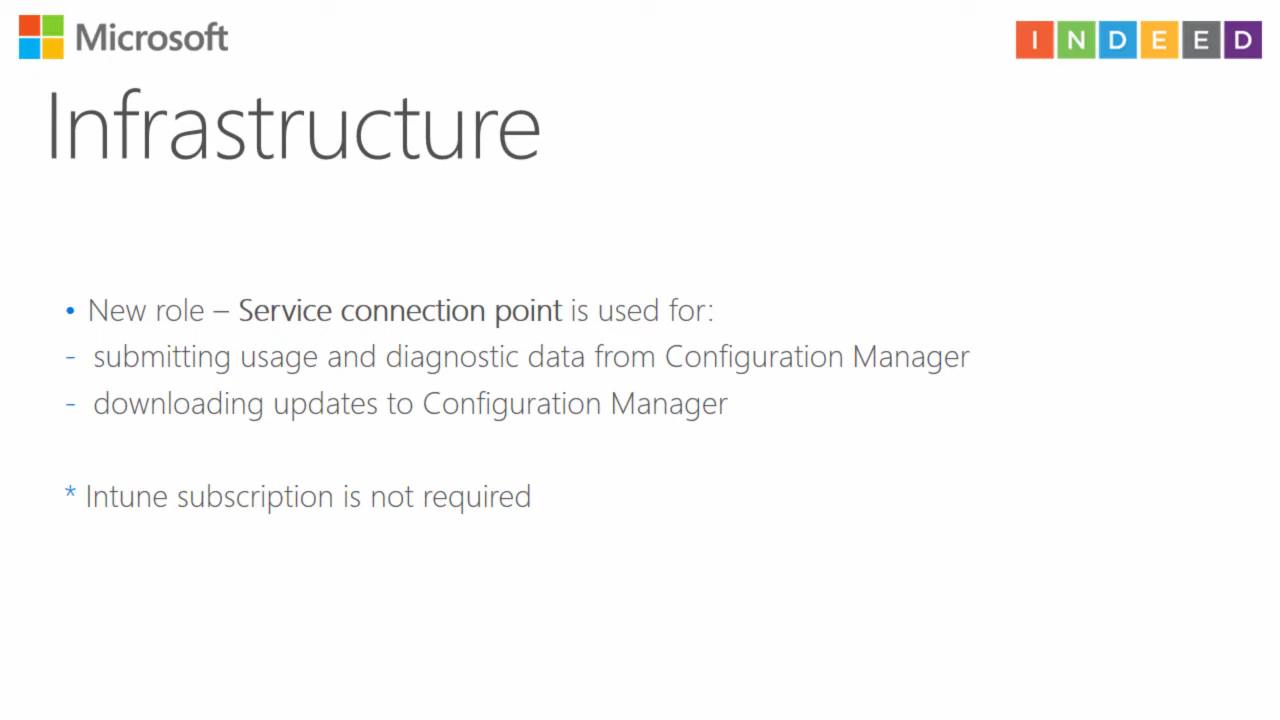 Microsoft
INDEED
Infrastructure
• New role – Service connection point is used for:
- submitting usage and diagnostic data from Configuration Manager
- downloading updates to Configuration Manager
* Intune subscription is not required